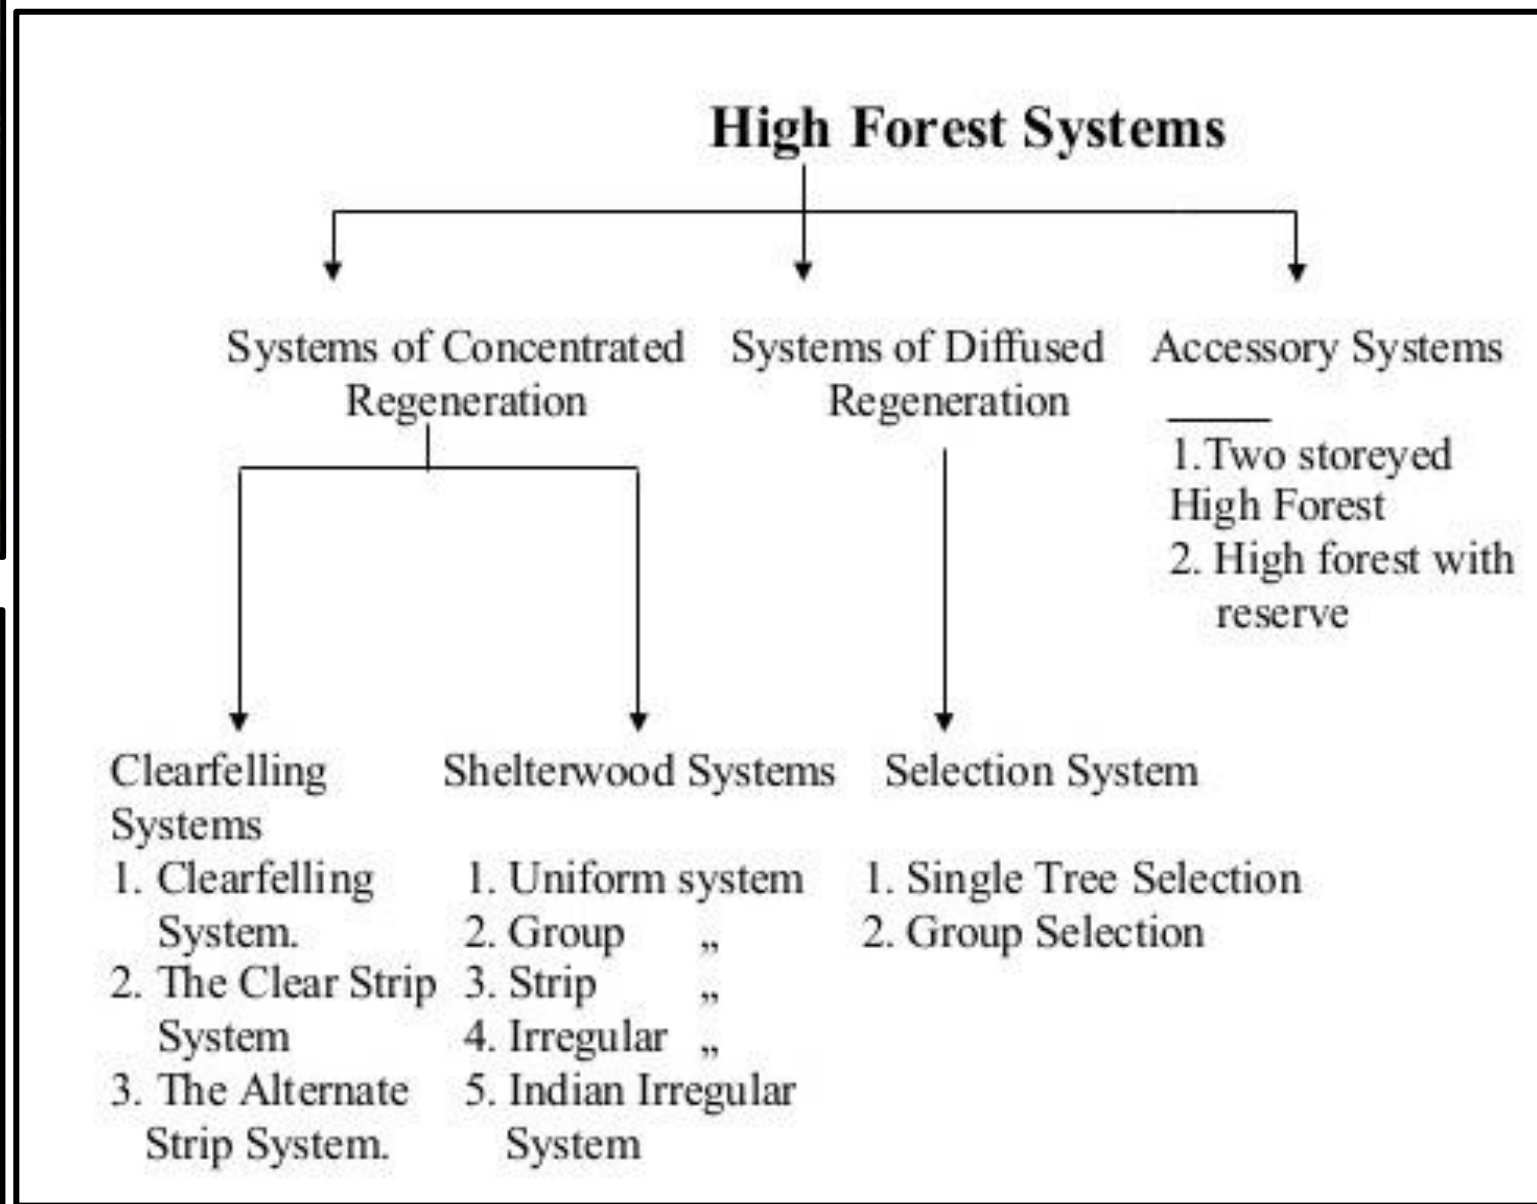 High Forest Systems
Systems of Concentrated
Regeneration
Systems of Diffused
Regeneration
Accessory Systems
1.Two storeyed
High Forest
2. High forest with
reserve
Clearfelling
Systems
1. Clearfelling
System.
2. The Clear Strip
System
3. The Alternate
Strip System.
Shelterwood Systems
1. Uniform system
2. Group „
3. Strip „
4. Irregular „
5. Indian Irregular
System
Selection System
1. Single Tree Selection
2. Group Selection